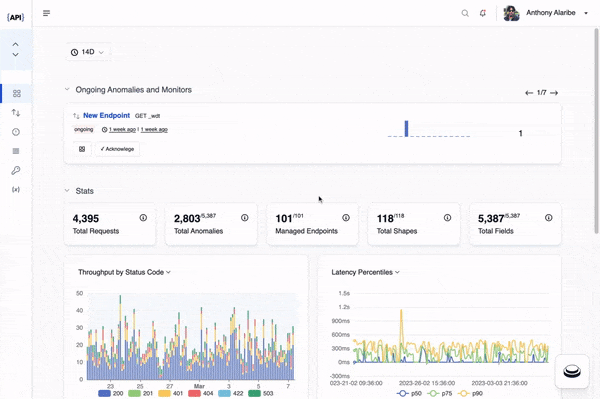 {API}
Anthony Alaribe
14D
Ongoing Anomalies and Monitors
1/7
New Endpoint GET _wdt
ongoing 1 week ago | 1 week ago
1
✓ Acknowlege
Stats
4,395
Total Requests
2,803/5,387
Total Anomalies
101/101
Managed Endpoints
118/118
Total Shapes
5,387/5,387
Total Fields
Throughput by Status Code
50
40
30
20
10
0
23 25 27 Mar 3 5 7
200 201 401 404 422 503
Latency Percentiles
1.5s
1.2s
900ms
600ms
300ms
0ms
-300ms
023-21-02 09:36:00 2023-26-02 15:36:00 2023-03-03 21:36:00
p50 p75 p90
{x}